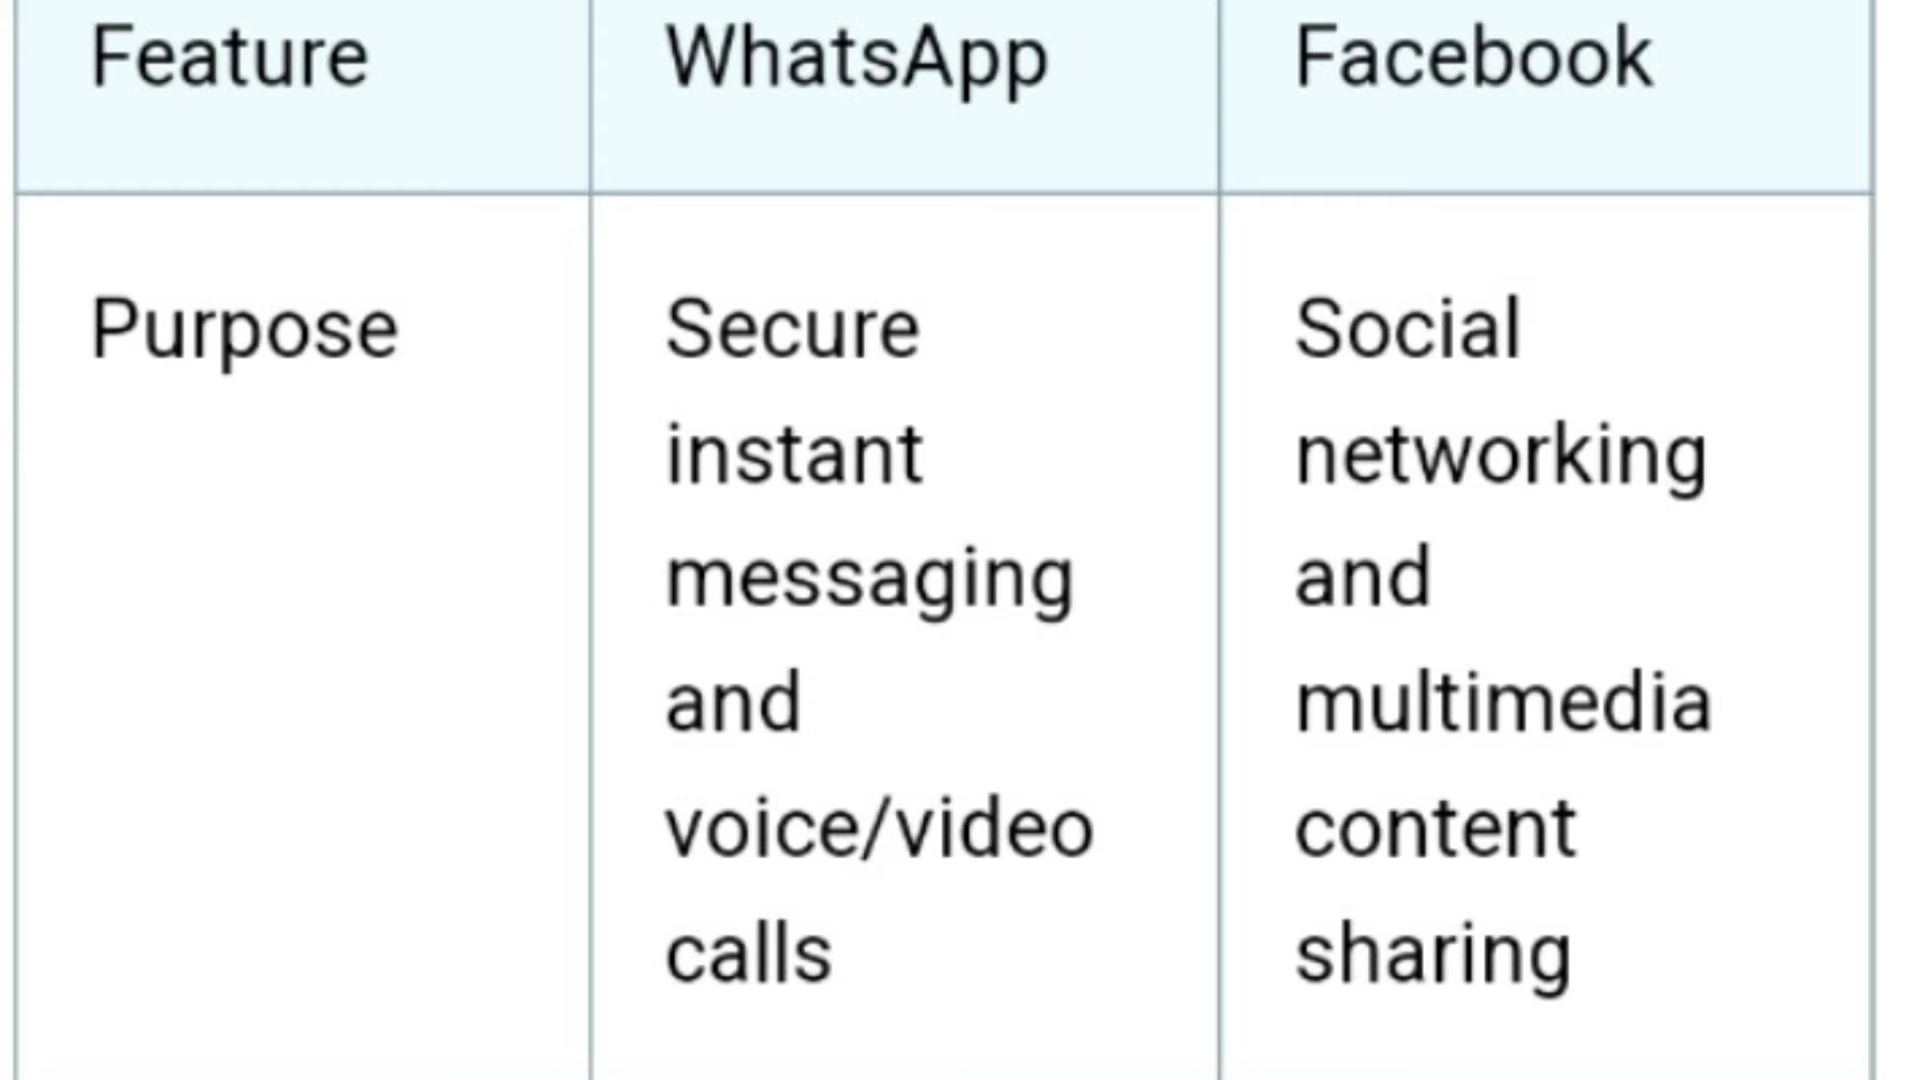 Feature WhatsApp Facebook
Purpose
Secure
instant
messaging
and
voice/video
calls
Social
networking
and
multimedia
content
sharing